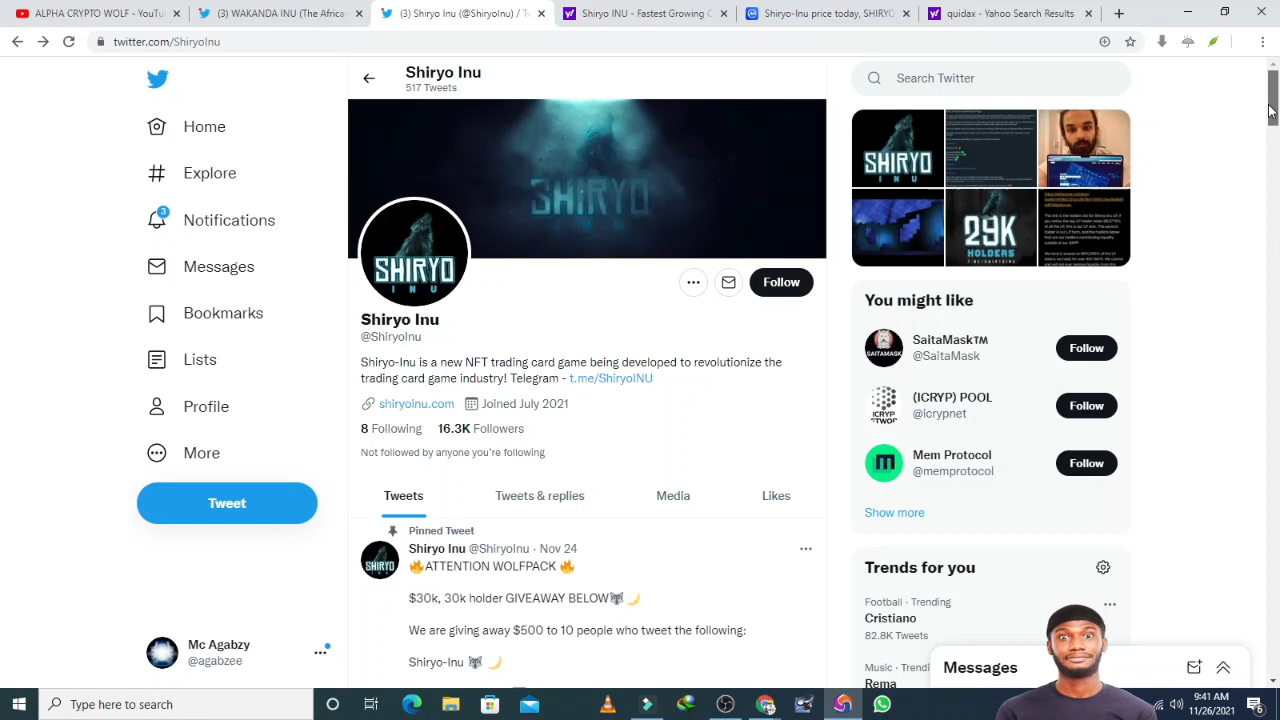 ALPHA CRYPTO WOLF - YouTu
(3) WAKANDA INU (The Africa
(3) Shiryo Inu (@ShiryoInu) / Tw
Shiryo INU - Fastest Growing C
Shiryo-Inu price today, SHIRYO
quidax - Yahoo Search Results
twitter.com/ShiryoInu
Shiryo Inu
517 Tweets
Search Twitter
Home
Explore
3
Notifications
Messages
Bookmarks
Lists
Profile
More
Tweet
Mc Agabzy
@agabzee
SHIRYO
INU
Follow
Shiryo Inu
@ShiryoInu
Shiryo-Inu is a new NFT trading card game being developed to revolutionize the
trading card game industry! Telegram - t.me/ShiryoINU
shiryoinu.com Joined July 2021
8 Following 16.3K Followers
Not followed by anyone you're following
Tweets
Tweets & replies
Media
Likes
Pinned Tweet
Shiryo Inu @ShiryoInu · Nov 24
🔥ATTENTION WOLFPACK 🔥
$30k, 30k holder GIVEAWAY BELOW🐺🌙
We are giving away $500 to 10 people who tweet the following:
Shiryo-Inu 🐺 🌙
SHIRYO
INU
29K
HOLDERS
You might like
SaitaMask™
@SaitaMask
Follow
(ICRYP) POOL
@icrypnet
Follow
Mem Protocol
@memprotocol
Follow
Show more
Trends for you
Football · Trending
Cristiano
82.8K Tweets
Music · Trendi
Rema
Messages
Type here to search
9:41 AM
11/26/2021